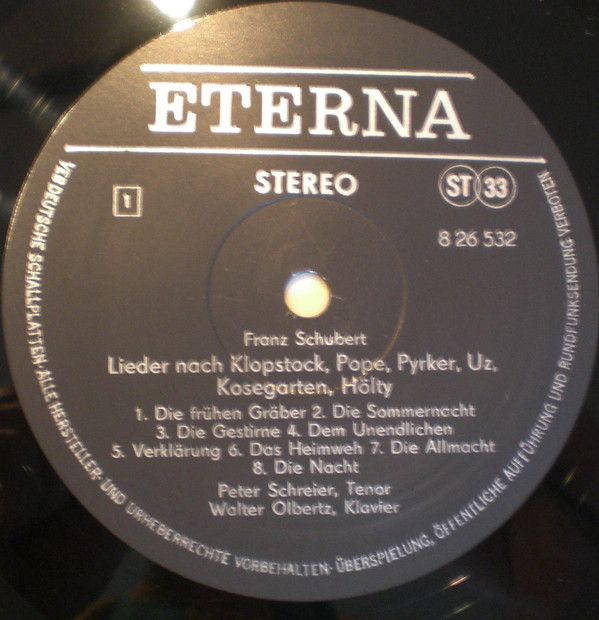 ETERNA
STEREO
ST 33
1
8 26 532
Franz Schubert
Lieder nach Klopstock, Pope, Pyrker, Uz,
Kosegarten, Hölty
1. Die frühen Gräber 2. Die Sommernacht
3. Die Gestirne 4. Dem Unendlichen
5. Verklärung 6. Das Heimweh 7. Die Allmacht
8. Die Nacht
Peter Schreier, Tenor
Walter Olbertz, Klavier
VEB DEUTSCHE SCHALLPLATTEN · ALLE HERSTELLER- UND URHEBERRECHTE VORBEHALTEN · ÜBERSPIELUNG, ÖFFENTLICHE AUFFÜHRUNG UND RUNDFUNKSENDUNG VERBOTEN